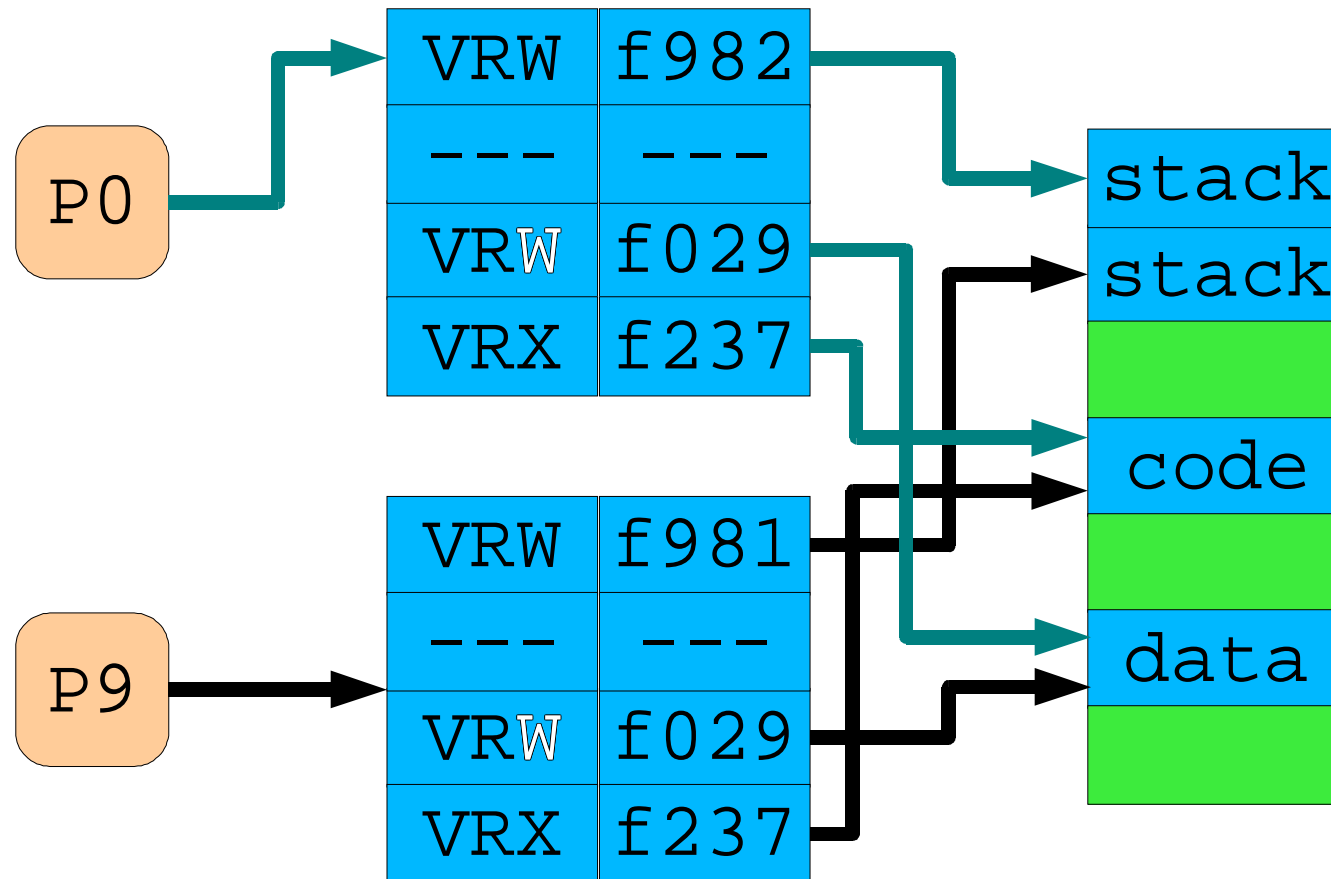 VRW f982
--- ---
VRW f029
VRX f237
P0
VRW f981
--- ---
VRW f029
VRX f237
P9
stack
stack
code
data